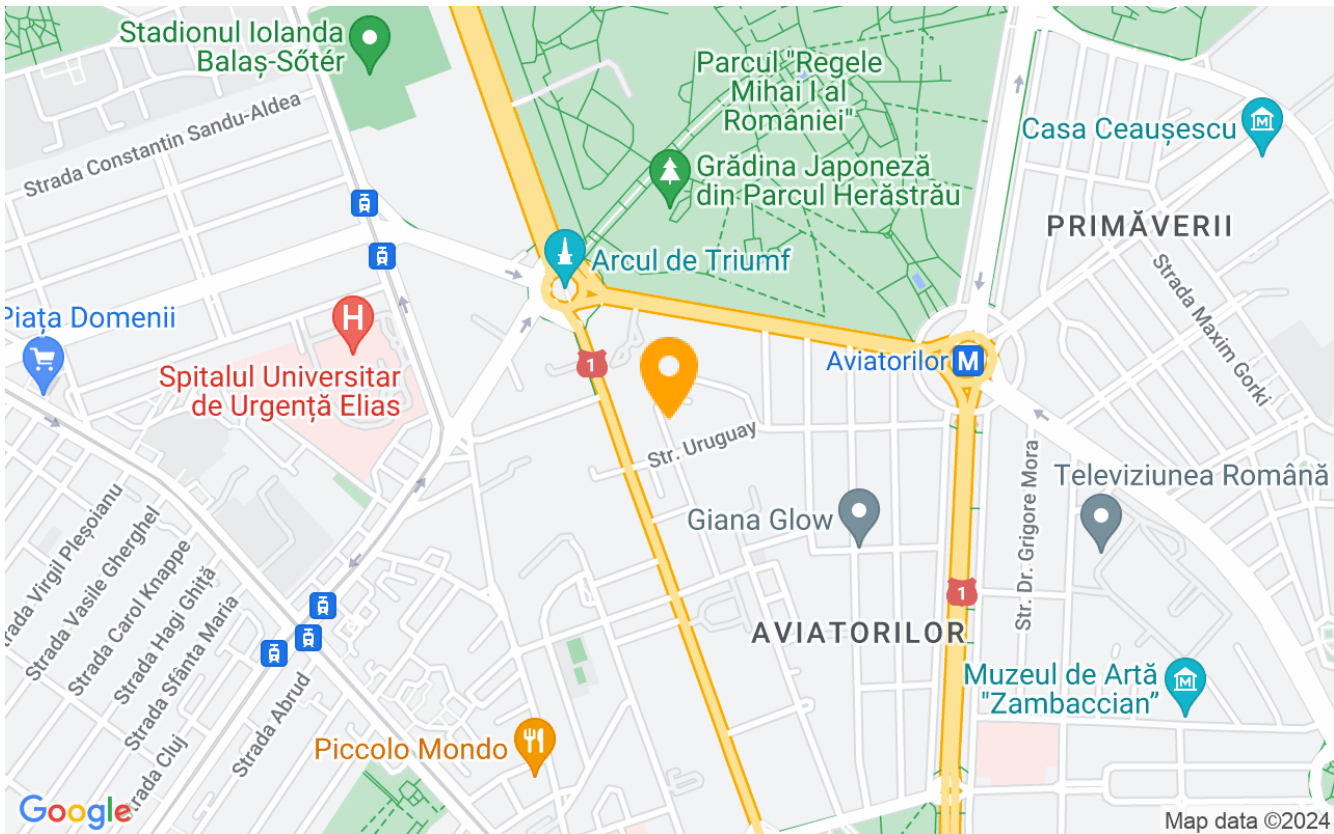 Stadionul Iolanda
Balaș-Sőtér
Strada Constantin Sandu-Aldea
Parcul "Regele
Mihai I al
României"
Casa Ceaușescu
M
Grădina Japoneză
din Parcul Herăstrău
PRIMĂVERII
Arcul de Triumf
Strada Maxim Gorki
Piața Domenii
H
Spitalul Universitar
de Urgență Elias
1
Aviatorilor M
Str. Uruguay
Str. Dr. Grigore Mora
Televiziunea Română
Giana Glow
1
AVIATORILOR
Muzeul de Artă
"Zambaccian”
M
Strada Virgil Pleșoianu
Strada Vasile Gherghel
Strada Carol Knappe
Strada Hagi Ghiță
Strada Sfânta Maria
Strada Cluj
Strada Abrud
Piccolo Mondo
Google
Map data ©2024